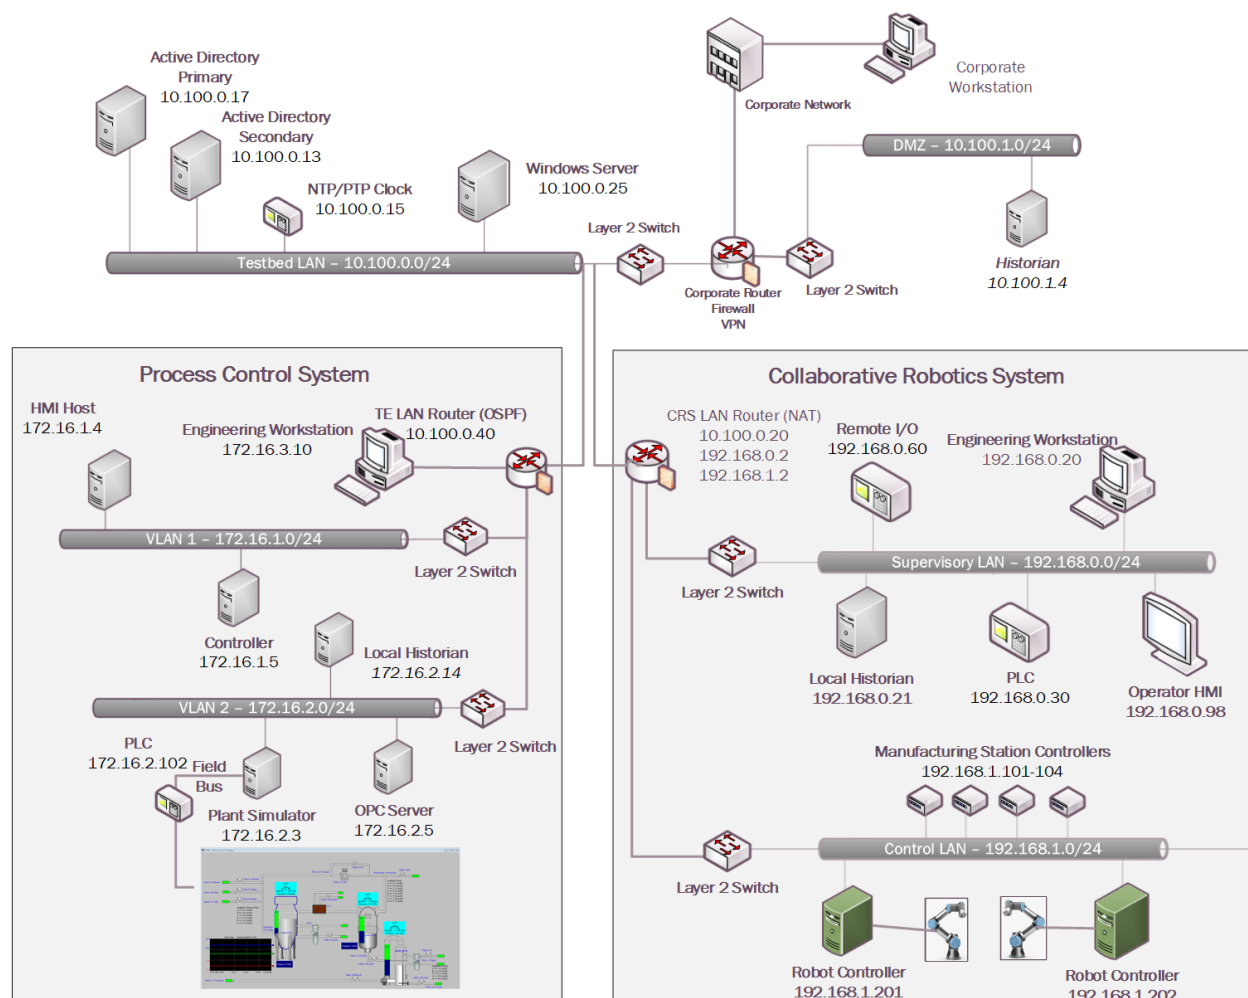 Active Directory
Primary
10.100.0.17
Active Directory
Secondary
10.100.0.13
NTP/PTP Clock
10.100.0.15
Windows Server
10.100.0.25
Testbed LAN – 10.100.0.0/24
Layer 2 Switch
Corporate Network
Corporate
Workstation
DMZ – 10.100.1.0/24
Historian
10.100.1.4
Layer 2 Switch
Corporate Router
Firewall
VPN
Process Control System
HMI Host
172.16.1.4
Engineering Workstation
172.16.3.10
TE LAN Router (OSPF)
10.100.0.40
VLAN 1 – 172.16.1.0/24
Layer 2 Switch
Controller
172.16.1.5
Local Historian
172.16.2.14
VLAN 2 – 172.16.2.0/24
Layer 2 Switch
PLC
172.16.2.102
Field
Bus
Plant Simulator
172.16.2.3
OPC Server
172.16.2.5
Collaborative Robotics System
CRS LAN Router (NAT)
10.100.0.20
192.168.0.2
192.168.1.2
Remote I/O
192.168.0.60
Engineering Workstation
192.168.0.20
Supervisory LAN – 192.168.0.0/24
Layer 2 Switch
Local Historian
192.168.0.21
PLC
192.168.0.30
Operator HMI
192.168.0.98
Manufacturing Station Controllers
192.168.1.101-104
Control LAN – 192.168.1.0/24
Layer 2 Switch
Robot Controller
192.168.1.201
Robot Controller
192.168.1.202